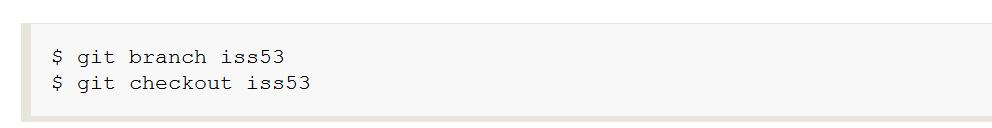 $ git branch iss53
$ git checkout iss53